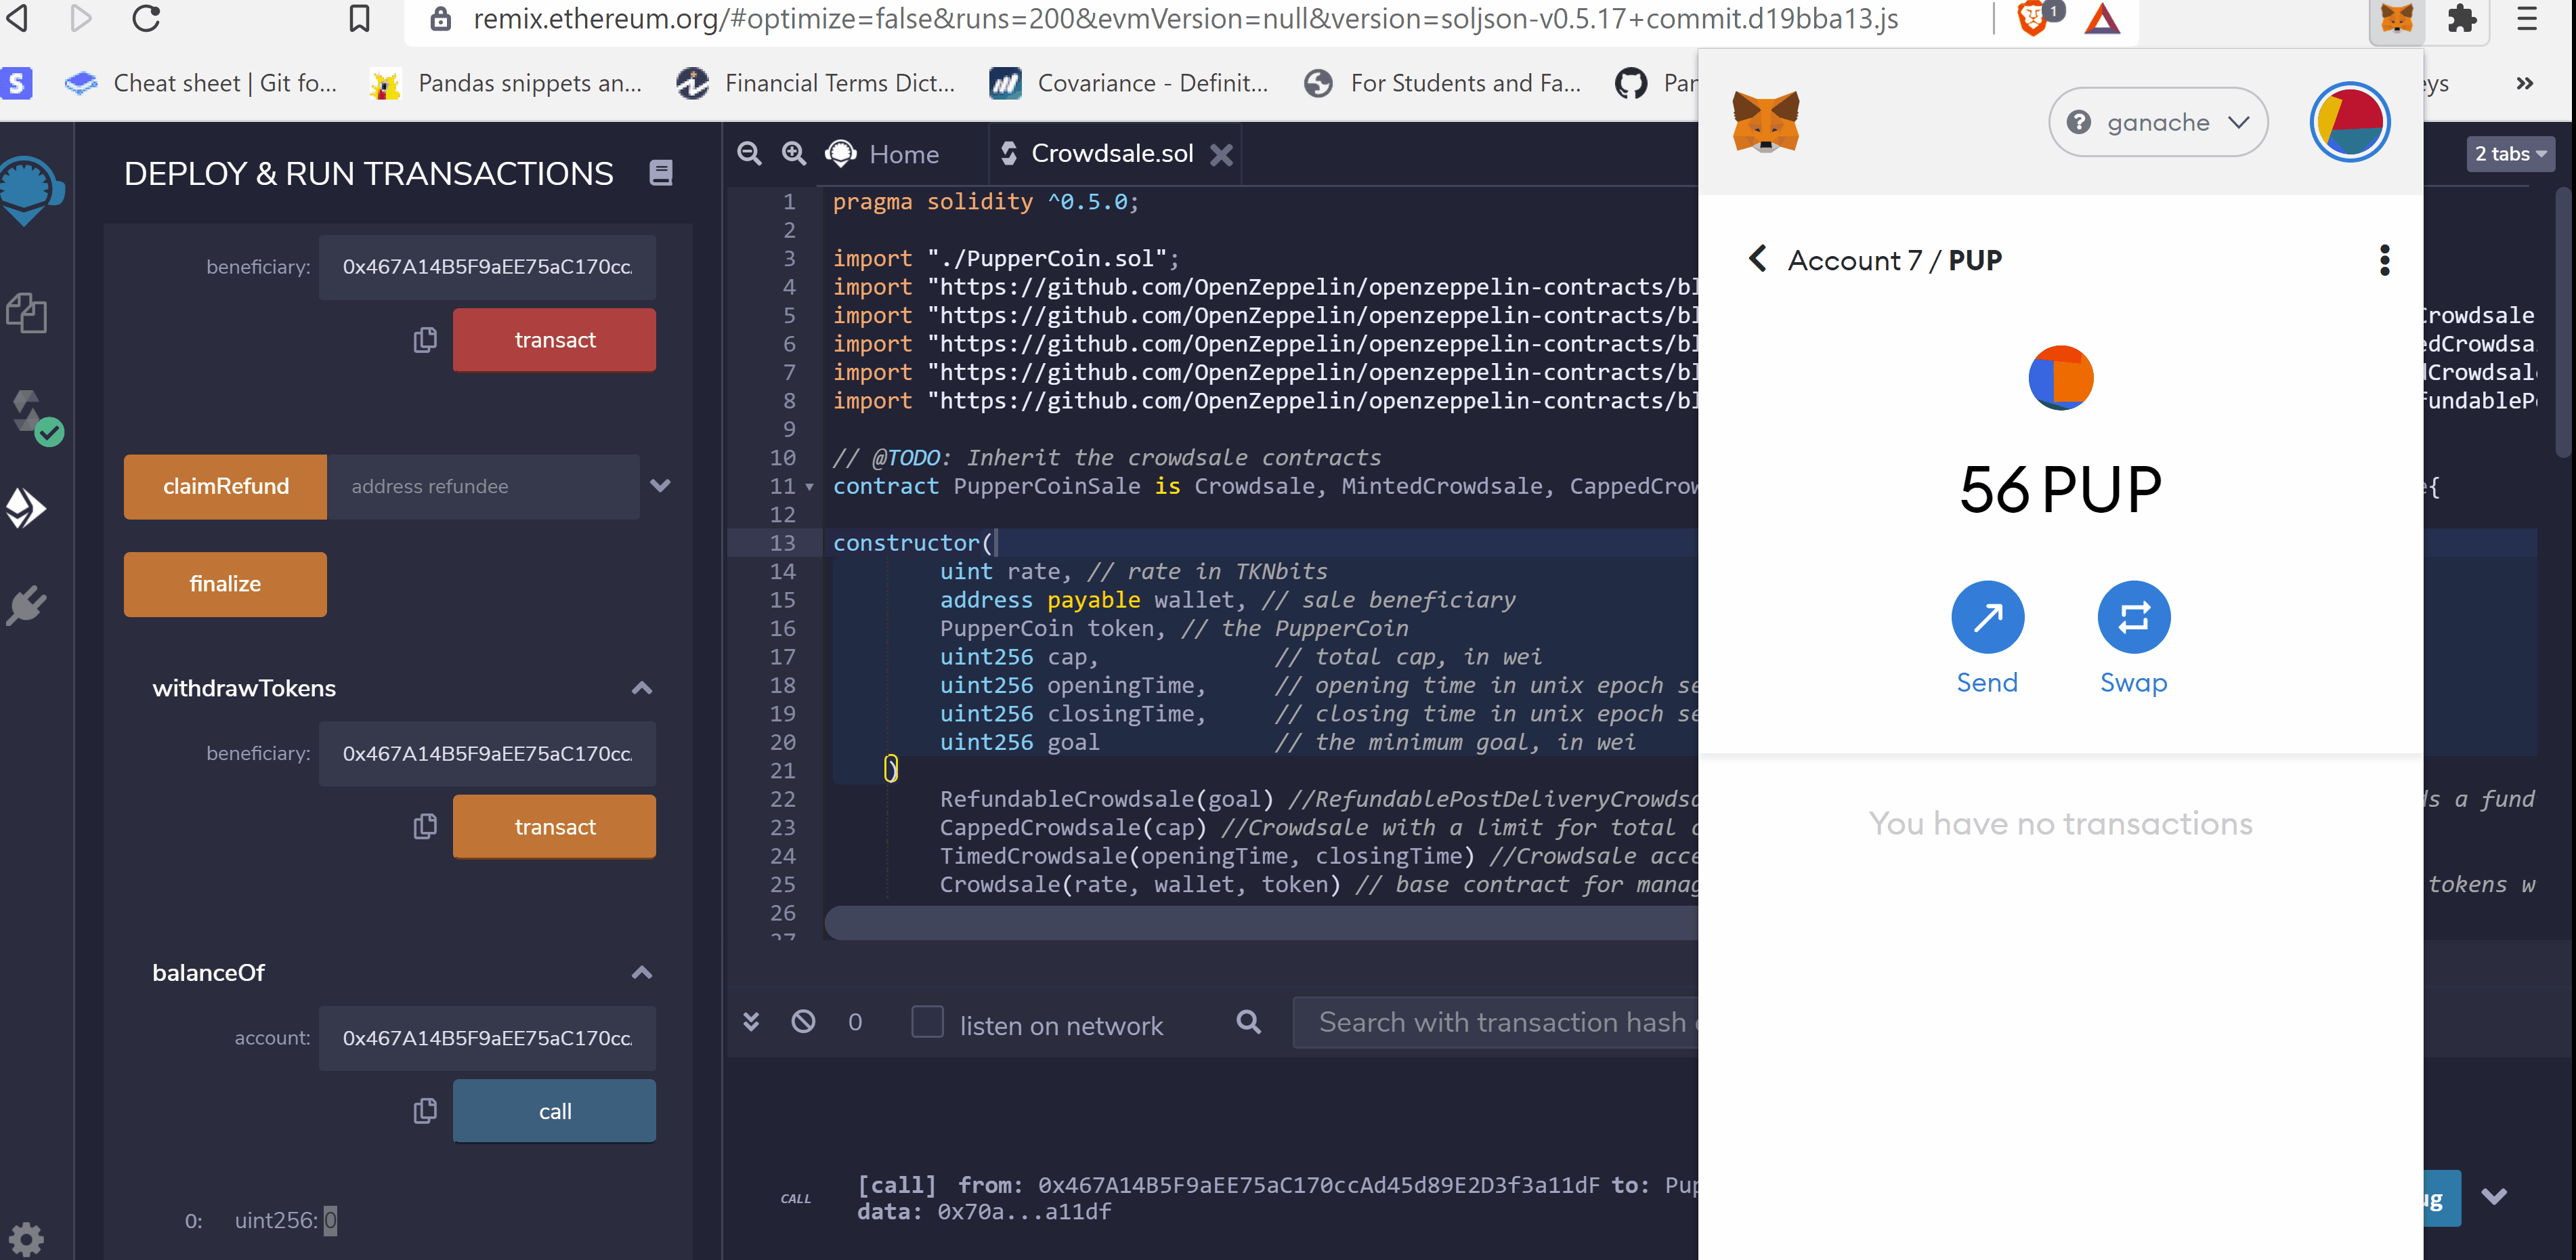 remix.ethereum.org/#optimize=false&runs=200&evmVersion=null&version=soljson-v0.5.17+commit.d19bba13.js
1
S
Cheat sheet | Git fo...
Pandas snippets an...
Financial Terms Dict...
Covariance - Definit...
For Students and Fa...
Par
eys
»
DEPLOY & RUN TRANSACTIONS
beneficiary: 0x467A14B5F9aEE75aC170cc
transact
claimRefund address refundee
finalize
withdrawTokens
beneficiary: 0x467A14B5F9aEE75aC170cc
transact
balanceOf
account: 0x467A14B5F9aEE75aC170cc
call
0: uint256: 0
Home
Crowdsale.sol
2 tabs
1 pragma solidity ^0.5.0;
2
3 import "./PupperCoin.sol";
4 import "https://github.com/OpenZeppelin/openzeppelin-contracts/bl
5 import "https://github.com/OpenZeppelin/openzeppelin-contracts/bl Crowdsale
6 import "https://github.com/OpenZeppelin/openzeppelin-contracts/bl edCrowdsa
7 import "https://github.com/OpenZeppelin/openzeppelin-contracts/bl dCrowdsal
8 import "https://github.com/OpenZeppelin/openzeppelin-contracts/bl fundableP
9
10 // @TODO: Inherit the crowdsale contracts
11 contract PupperCoinSale is Crowdsale, MintedCrowdsale, CappedCrow e{
12
13 constructor(
14 uint rate, // rate in TKNbits
15 address payable wallet, // sale beneficiary
16 PupperCoin token, // the PupperCoin
17 uint256 cap, // total cap, in wei
18 uint256 openingTime, // opening time in unix epoch se
19 uint256 closingTime, // closing time in unix epoch se
20 uint256 goal // the minimum goal, in wei
21 )
22 RefundableCrowdsale(goal) //RefundablePostDeliveryCrowdsa ds a fund
23 CappedCrowdsale(cap) //Crowdsale with a limit for total c
24 TimedCrowdsale(openingTime, closingTime) //Crowdsale acce
25 Crowdsale(rate, wallet, token) // base contract for manag tokens w
26
27
0 listen on network Search with transaction hash
CALL [call] from: 0x467A14B5F9aEE75aC170ccAd45d89E2D3f3a11dF to: Pup
data: 0x70a...a11df
ug
ganache
Account 7 / PUP
56 PUP
Send
Swap
You have no transactions